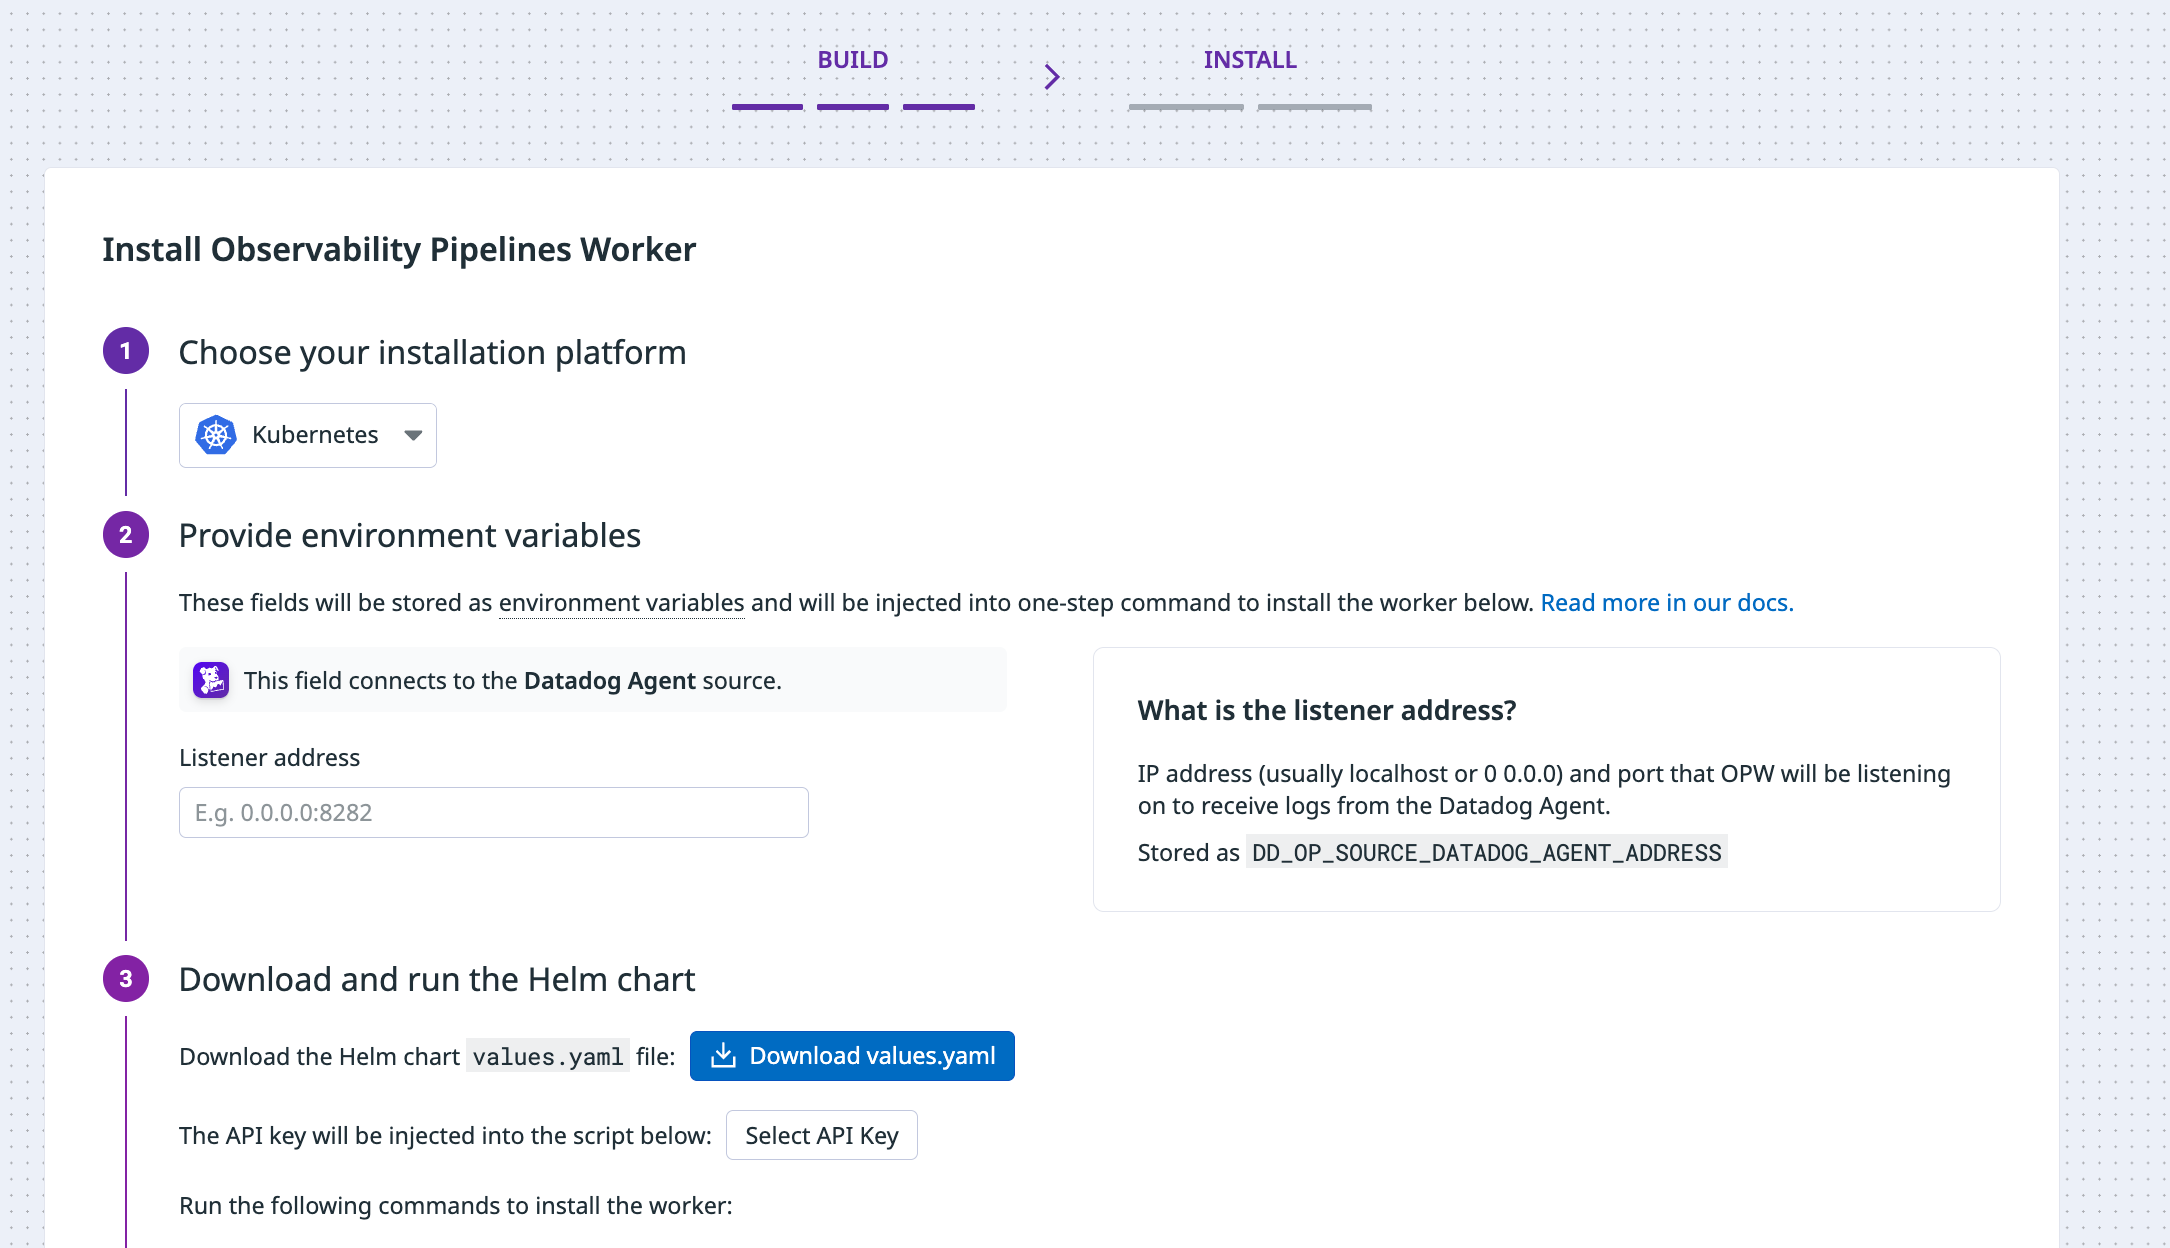 BUILD
INSTALL
Install Observability Pipelines Worker
1
Choose your installation platform
Kubernetes
2
Provide environment variables
These fields will be stored as environment variables and will be injected into one-step command to install the worker below. Read more in our docs.
This field connects to the Datadog Agent source.
Listener address
E.g. 0.0.0.0:8282
What is the listener address?
IP address (usually localhost or 0 0.0.0) and port that OPW will be listening
on to receive logs from the Datadog Agent.
Stored as DD_OP_SOURCE_DATADOG_AGENT_ADDRESS
3
Download and run the Helm chart
Download the Helm chart values.yaml file:
Download values.yaml
The API key will be injected into the script below:
Select API Key
Run the following commands to install the worker: